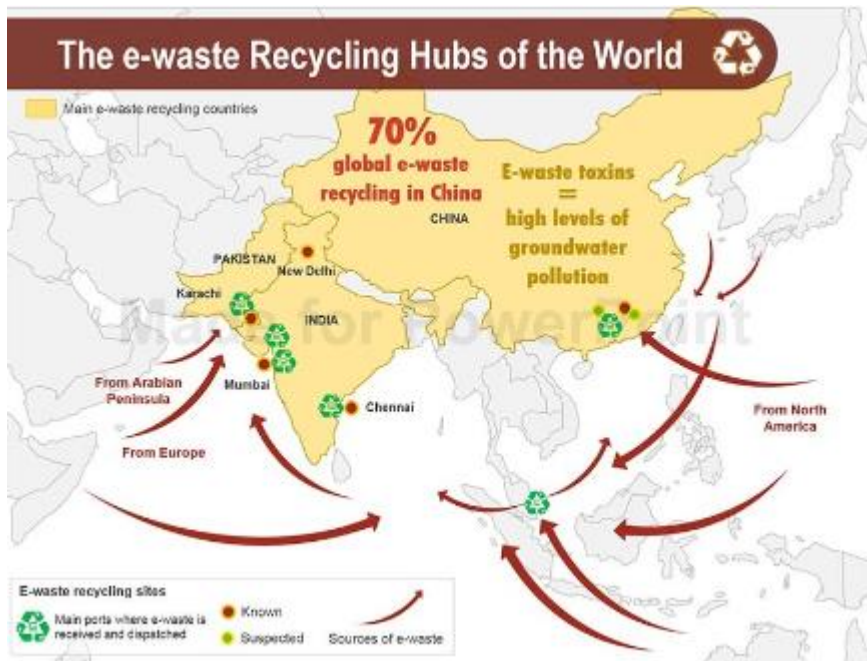 The e-waste Recycling Hubs of the World
Main e-waste recycling countries
70%
global e-waste
recycling in China
E-waste toxins
=
high levels of
groundwater
pollution
CHINA
PAKISTAN
New Delhi
Karachi
INDIA
Made for PowerPoint
Mumbai
Chennai
From Arabian
Peninsula
From Europe
From North
America
E-waste recycling sites
Main ports where e-waste is
received and dispatched
Known
Suspected
Sources of e-waste